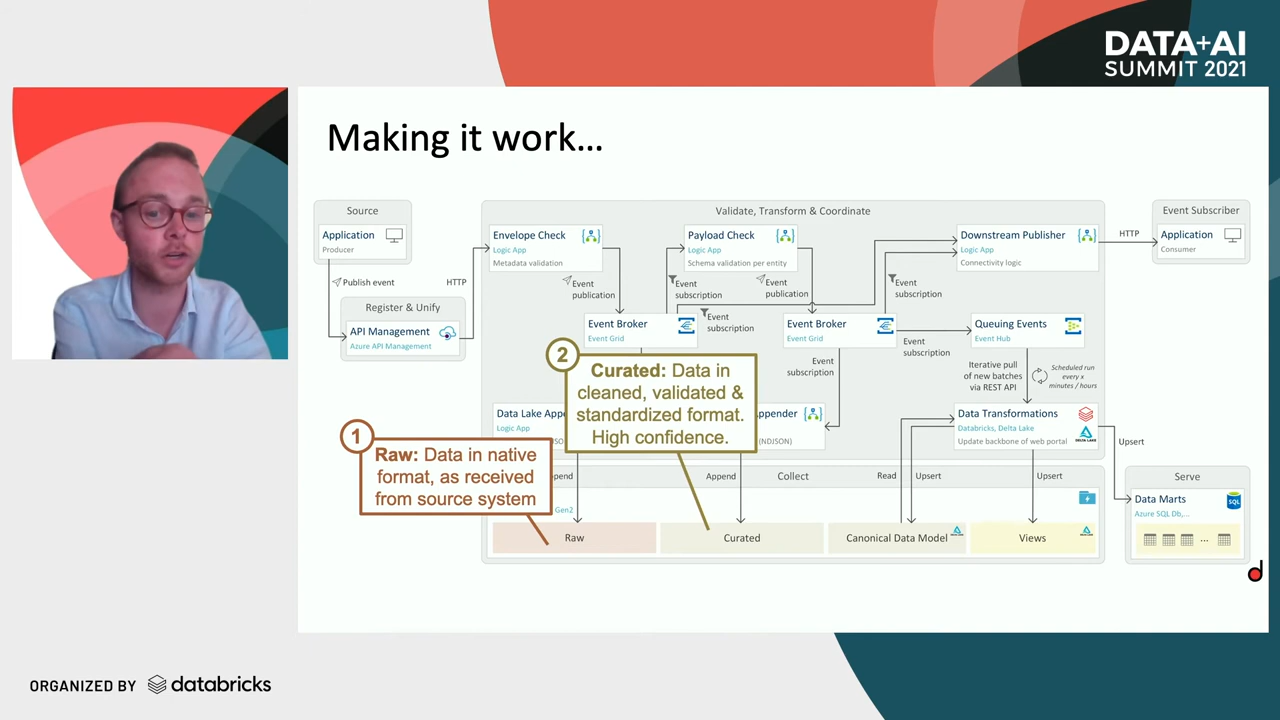 DATA+AI
SUMMIT 2021
Making it work...
Source
Application
Producer
Publish event
HTTP
Register & Unify
API Management
Azure API Management
Validate, Transform & Coordinate
Envelope Check
Logic App
Metadata validation
Event
publication
Payload Check
Logic App
Schema validation per entity
Event
subscription
Event
publication
Event
subscription
Downstream Publisher
Logic App
Connectivity logic
Event
subscription
HTTP
Event Subscriber
Application
Consumer
Event Broker
Event Grid
Event Broker
Event Grid
Event
subscription
Event
subscription
Queuing Events
Event Hub
Iterative pull
of new batches
via REST API
Scheduled run
every x
minutes / hours
2
Curated: Data in
cleaned, validated &
standardized format.
High confidence.
Data Lake Appe
Logic App
ppender
(NDJSON)
Data Transformations
Databricks, Delta Lake
Update backbone of web portal
DELTA LAKE
Upsert
1
Raw: Data in native
format, as received
from source system
pend
Append
Collect
Read
Upsert
Upsert
Gen2
Raw
Curated
Canonical Data Model
Views
Serve
Data Marts
Azure SQL Db,...
SQL
...
d
ORGANIZED BY databricks